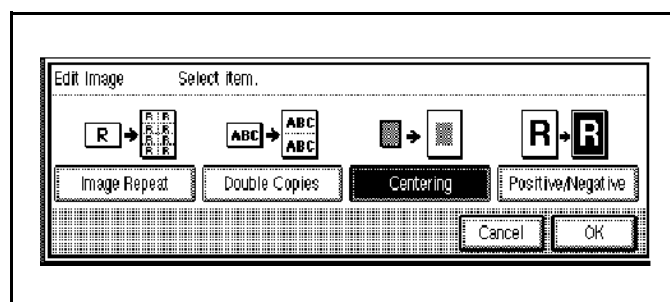 Edit Image Select item.
R R R R R R R R R ABC ABC ABC R R
Image Repeat Double Copies Centering Positive/Negative
Cancel OK